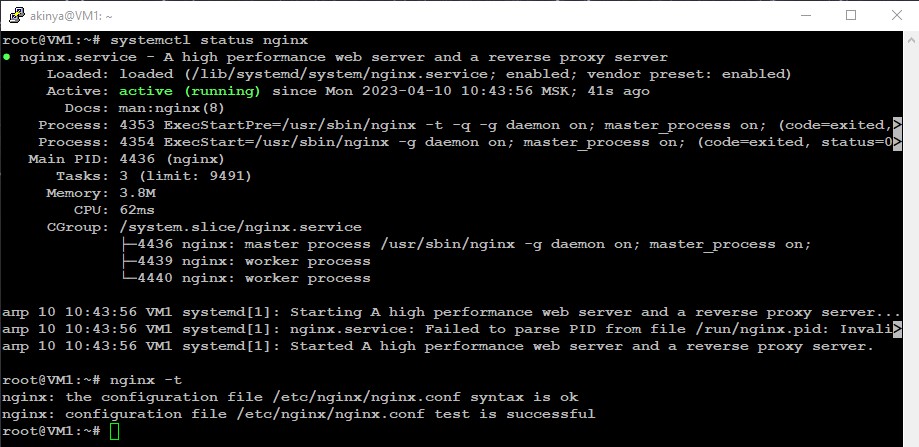 akinya@VM1: ~
root@VM1:~# systemctl status nginx
● nginx.service - A high performance web server and a reverse proxy server
     Loaded: loaded (/lib/systemd/system/nginx.service; enabled; vendor preset: enabled)
     Active: active (running) since Mon 2023-04-10 10:43:56 MSK; 41s ago
       Docs: man:nginx(8)
    Process: 4353 ExecStartPre=/usr/sbin/nginx -t -q -g daemon on; master_process on; (code=exited,>
    Process: 4354 ExecStart=/usr/sbin/nginx -g daemon on; master_process on; (code=exited, status=0>
   Main PID: 4436 (nginx)
      Tasks: 3 (limit: 9491)
     Memory: 3.8M
        CPU: 62ms
     CGroup: /system.slice/nginx.service
             ├─4436 nginx: master process /usr/sbin/nginx -g daemon on; master_process on;
             ├─4439 nginx: worker process
             └─4440 nginx: worker process
апр 10 10:43:56 VM1 systemd[1]: Starting A high performance web server and a reverse proxy server...
апр 10 10:43:56 VM1 systemd[1]: nginx.service: Failed to parse PID from file /run/nginx.pid: Invali>
апр 10 10:43:56 VM1 systemd[1]: Started A high performance web server and a reverse proxy server.
root@VM1:~# nginx -t
nginx: the configuration file /etc/nginx/nginx.conf syntax is ok
nginx: configuration file /etc/nginx/nginx.conf test is successful
root@VM1:~#